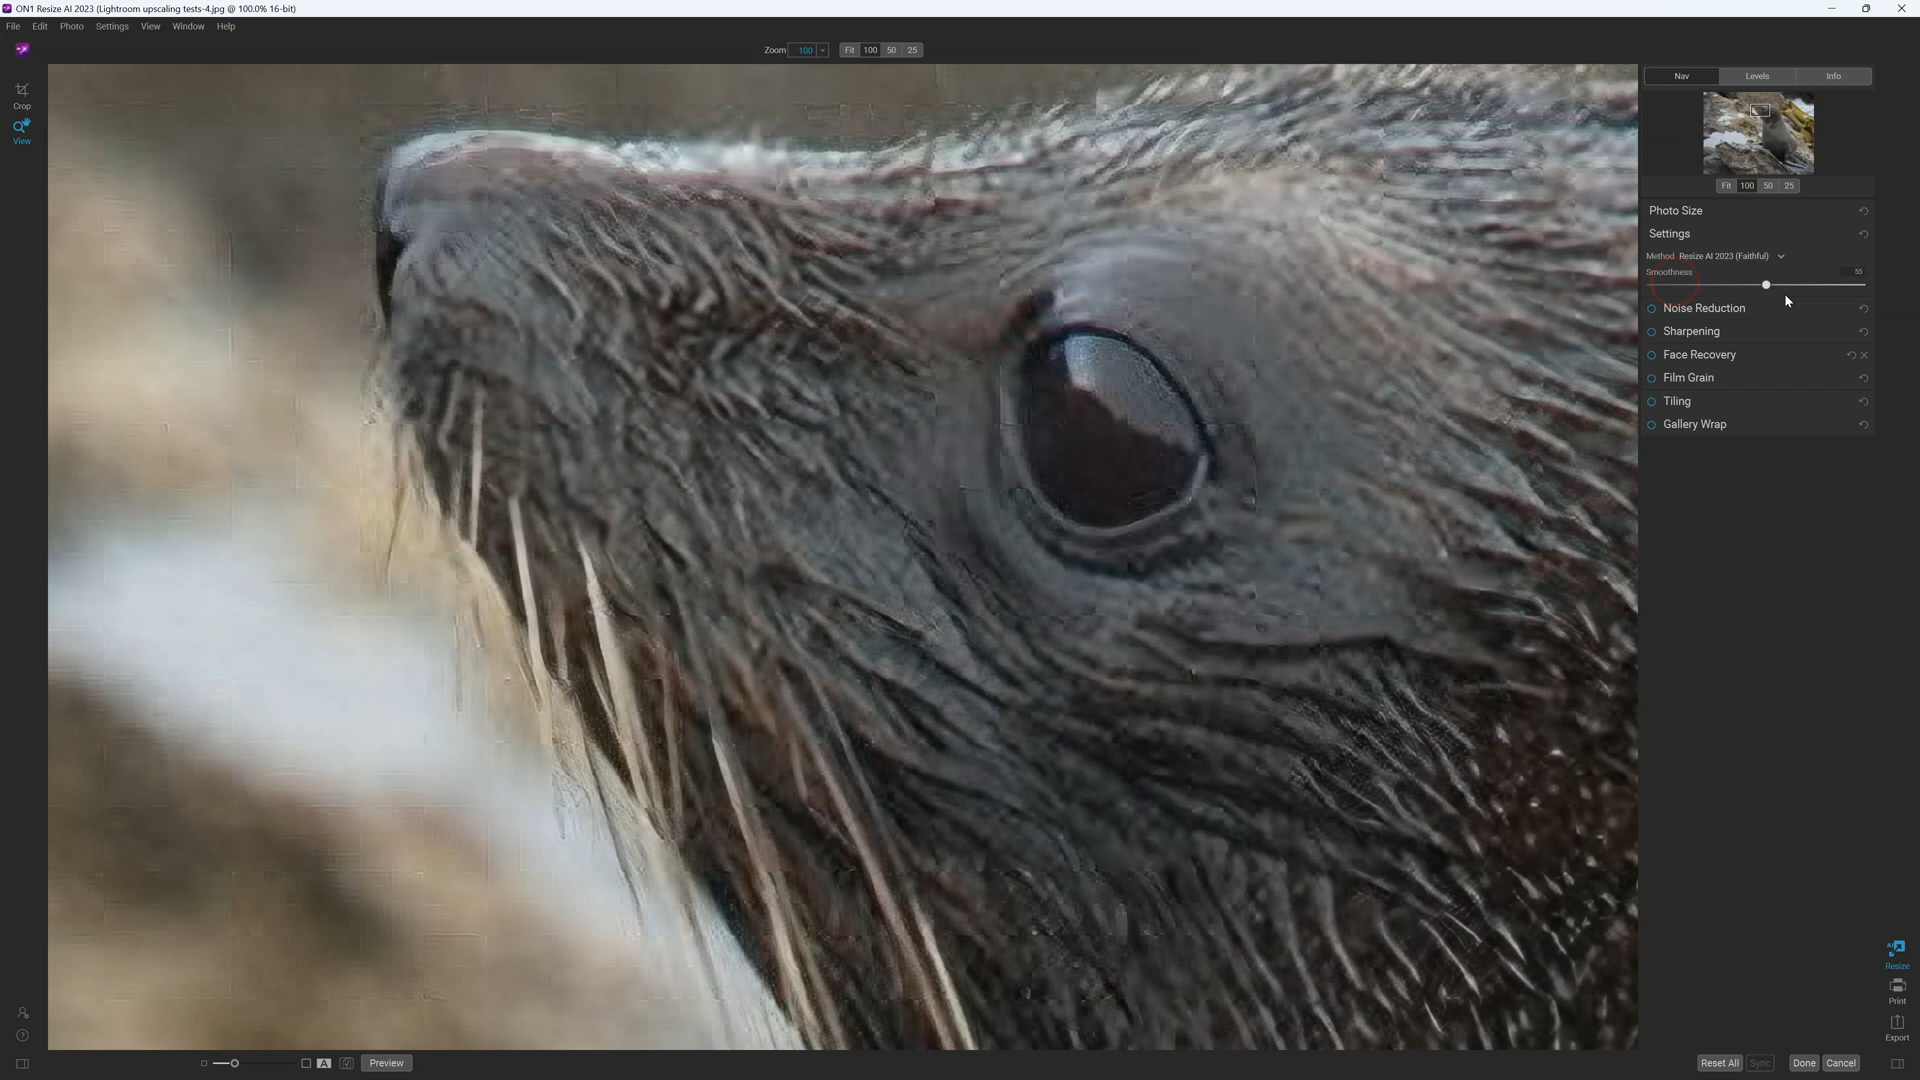 ON1 Resize AI 2023 (Lightroom upscaling tests-4.jpg @ 100.0% 16-bit)
File Edit Photo Settings View Window Help
Zoom 100 Fit 100 50 25
Crop
View
Nav Levels Info
Fit 100 50 25
Photo Size
Settings
Method Resize AI 2023 (Faithful)
Smoothness 55
Noise Reduction
Sharpening
Face Recovery
Film Grain
Tiling
Gallery Wrap
AI
Resize
Print
Export
A Preview
Reset All Sync Done Cancel